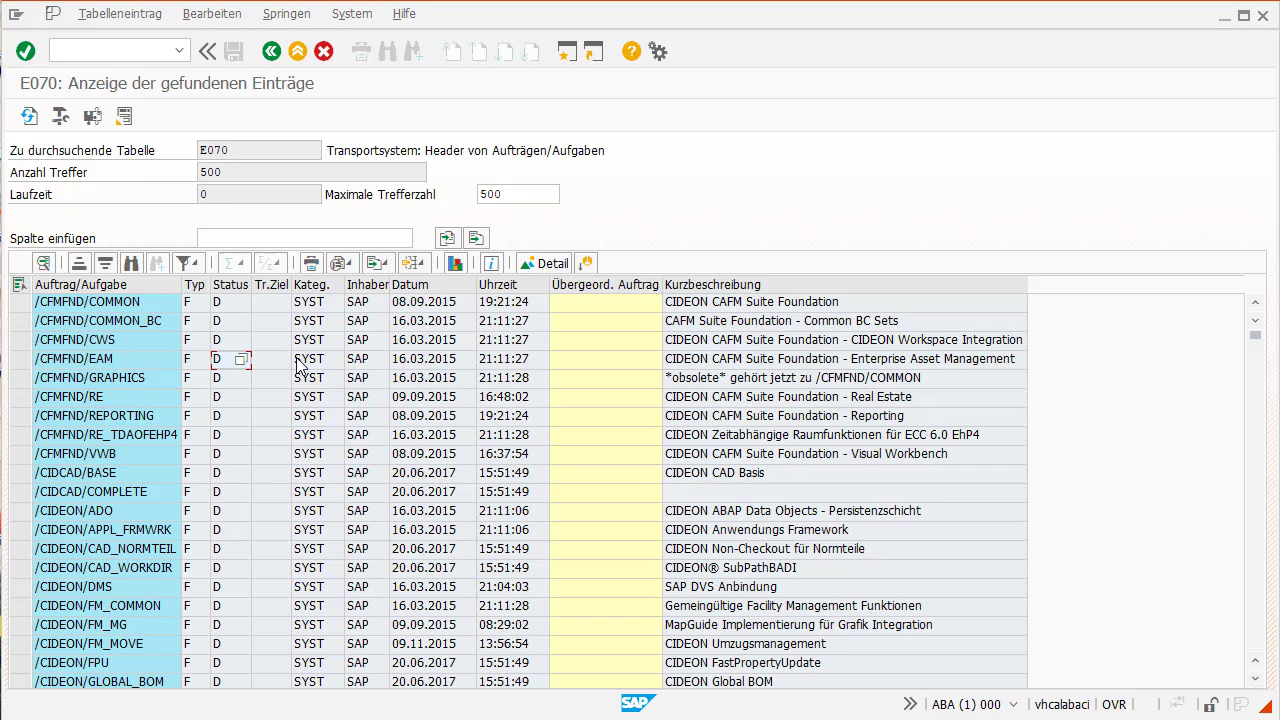 Tabelleneintrag Bearbeiten Springen System Hilfe
E070: Anzeige der gefundenen Einträge
Zu durchsuchende Tabelle E070 Transportsystem: Header von Aufträgen/Aufgaben
Anzahl Treffer 500
Laufzeit 0 Maximale Trefferzahl 500
Spalte einfügen
Detail
Auftrag/Aufgabe Typ Status Tr.Ziel Kateg. Inhaber Datum Uhrzeit Übergeord. Auftrag Kurzbeschreibung
/CFMFND/COMMON F D SYST SAP 08.09.2015 19:21:24 CIDEON CAFM Suite Foundation
/CFMFND/COMMON_BC F D SYST SAP 16.03.2015 21:11:27 CAFM Suite Foundation - Common BC Sets
/CFMFND/CWS F D SYST SAP 16.03.2015 21:11:27 CIDEON CAFM Suite Foundation - CIDEON Workspace Integration
/CFMFND/EAM F D SYST SAP 16.03.2015 21:11:27 CIDEON CAFM Suite Foundation - Enterprise Asset Management
/CFMFND/GRAPHICS F D SYST SAP 16.03.2015 21:11:28 *obsolete* gehört jetzt zu /CFMFND/COMMON
/CFMFND/RE F D SYST SAP 09.09.2015 16:48:02 CIDEON CAFM Suite Foundation - Real Estate
/CFMFND/REPORTING F D SYST SAP 08.09.2015 19:21:24 CIDEON CAFM Suite Foundation - Reporting
/CFMFND/RE_TDAOFEHP4 F D SYST SAP 16.03.2015 21:11:28 CIDEON Zeitabhängige Raumfunktionen für ECC 6.0 EhP4
/CFMFND/VWB F D SYST SAP 08.09.2015 16:37:54 CIDEON CAFM Suite Foundation - Visual Workbench
/CIDCAD/BASE F D SYST SAP 20.06.2017 15:51:49 CIDEON CAD Basis
/CIDCAD/COMPLETE F D SYST SAP 20.06.2017 15:51:49
/CIDEON/ADO F D SYST SAP 16.03.2015 21:11:06 CIDEON ABAP Data Objects - Persistenzschicht
/CIDEON/APPL_FRMWRK F D SYST SAP 16.03.2015 21:11:06 CIDEON Anwendungs Framework
/CIDEON/CAD_NORMTEIL F D SYST SAP 20.06.2017 15:51:49 CIDEON Non-Checkout für Normteile
/CIDEON/CAD_WORKDIR F D SYST SAP 20.06.2017 15:51:49 CIDEON® SubPathBADI
/CIDEON/DMS F D SYST SAP 16.03.2015 21:04:03 SAP DVS Anbindung
/CIDEON/FM_COMMON F D SYST SAP 16.03.2015 21:11:28 Gemeingültige Facility Management Funktionen
/CIDEON/FM_MG F D SYST SAP 09.09.2015 08:29:02 MapGuide Implementierung für Grafik Integration
/CIDEON/FM_MOVE F D SYST SAP 09.11.2015 13:56:54 CIDEON Umzugsmanagement
/CIDEON/FPU F D SYST SAP 20.06.2017 15:51:49 CIDEON FastPropertyUpdate
/CIDEON/GLOBAL_BOM F D SYST SAP 20.06.2017 15:51:49 CIDEON Global BOM
SAP ABA (1) 000 vhcalabaci OVR